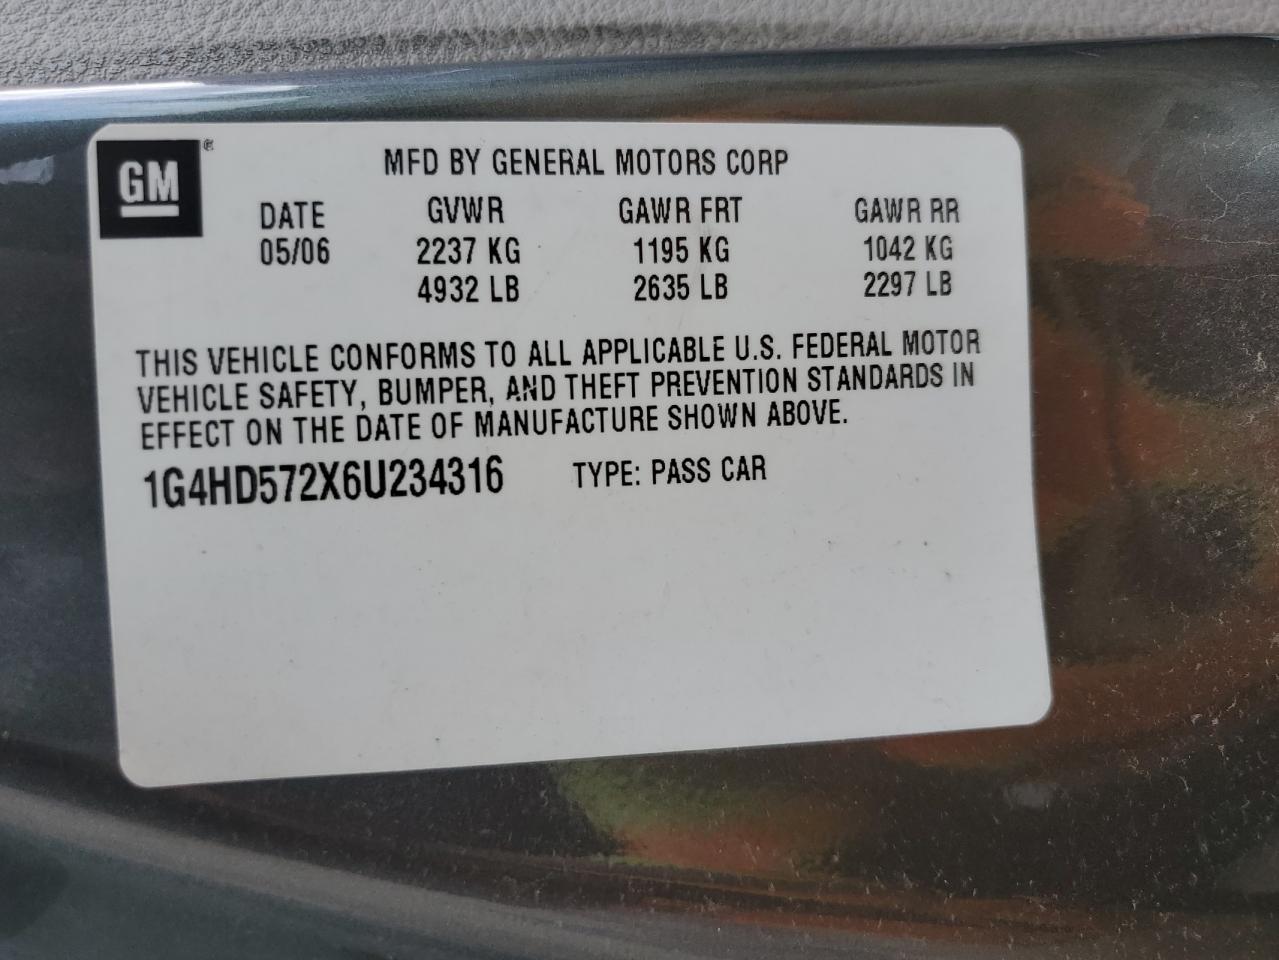 GM®
MFD BY GENERAL MOTORS CORP
DATE GVWR GAWR FRT GAWR RR
05/06 2237 KG 1195 KG 1042 KG
4932 LB 2635 LB 2297 LB
THIS VEHICLE CONFORMS TO ALL APPLICABLE U.S. FEDERAL MOTOR
VEHICLE SAFETY, BUMPER, AND THEFT PREVENTION STANDARDS IN
EFFECT ON THE DATE OF MANUFACTURE SHOWN ABOVE.
1G4HD572X6U234316 TYPE: PASS CAR